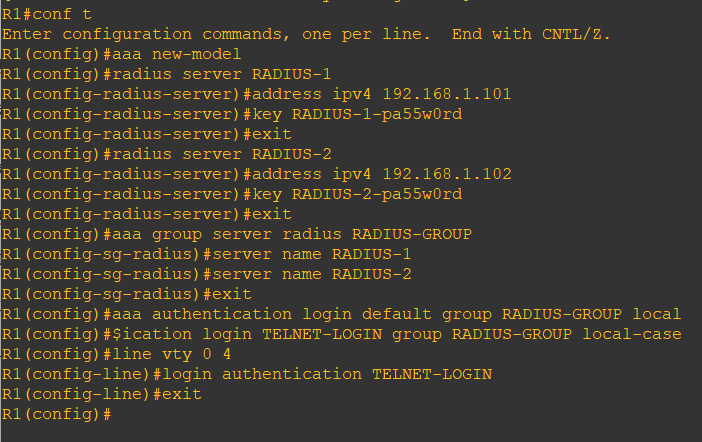 R1#conf t
Enter configuration commands, one per line.  End with CNTL/Z.
R1(config)#aaa new-model
R1(config)#radius server RADIUS-1
R1(config-radius-server)#address ipv4 192.168.1.101
R1(config-radius-server)#key RADIUS-1-pa55w0rd
R1(config-radius-server)#exit
R1(config)#radius server RADIUS-2
R1(config-radius-server)#address ipv4 192.168.1.102
R1(config-radius-server)#key RADIUS-2-pa55w0rd
R1(config-radius-server)#exit
R1(config)#aaa group server radius RADIUS-GROUP
R1(config-sg-radius)#server name RADIUS-1
R1(config-sg-radius)#server name RADIUS-2
R1(config-sg-radius)#exit
R1(config)#aaa authentication login default group RADIUS-GROUP local
R1(config)#$ication login TELNET-LOGIN group RADIUS-GROUP local-case
R1(config)#line vty 0 4
R1(config-line)#login authentication TELNET-LOGIN
R1(config-line)#exit
R1(config)#